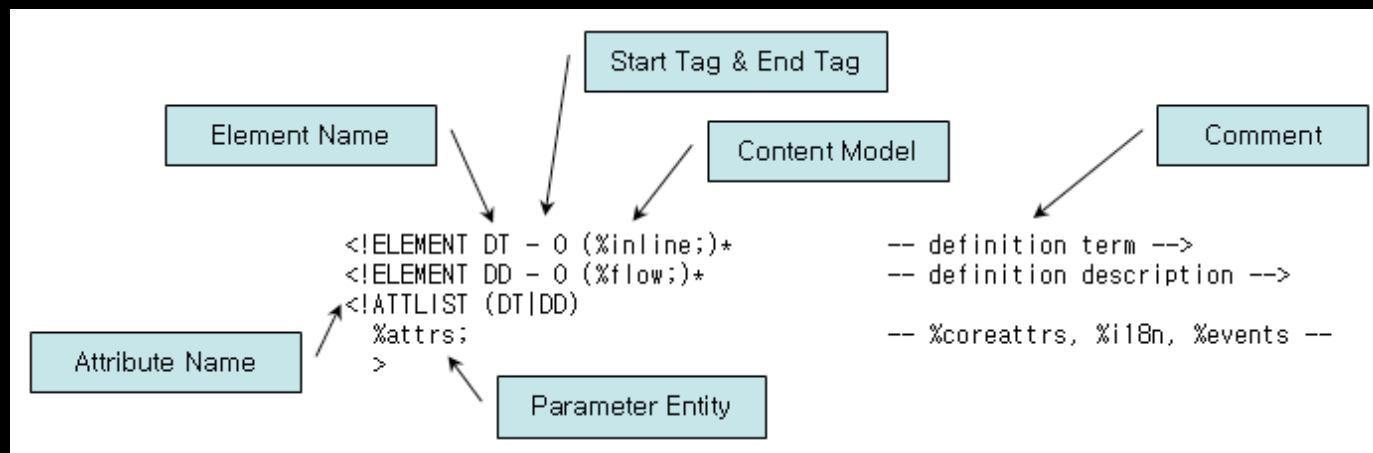 Start Tag & End Tag
Element Name
Content Model
Comment
<!ELEMENT DT - O (%inline;)* -- definition term -->
<!ELEMENT DD - O (%flow;)* -- definition description -->
<!ATTLIST (DT|DD)
%attrs; -- %coreattrs, %i18n, %events --
>
Attribute Name
Parameter Entity